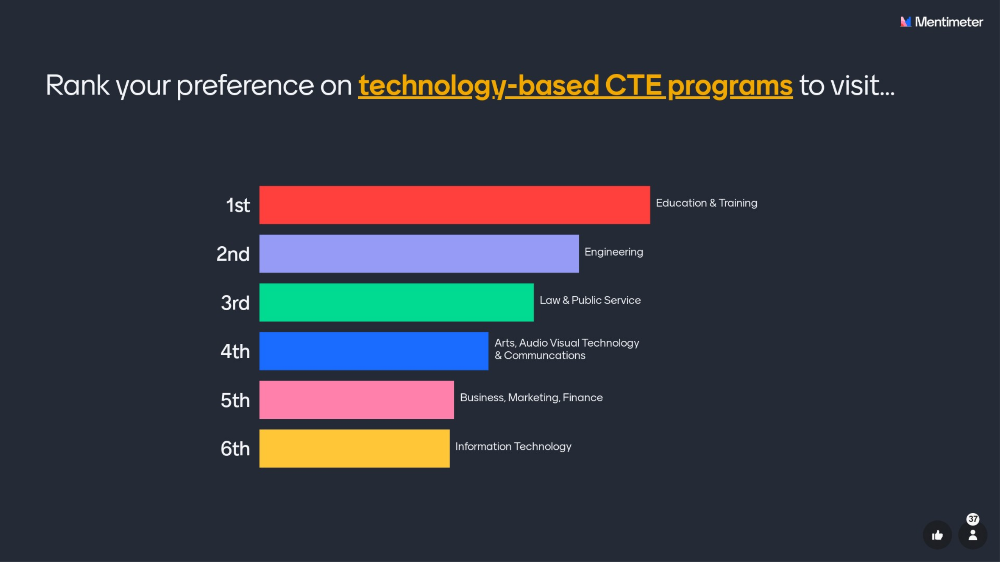 Mentimeter
Rank your preference on technology-based CTE programs to visit...
1st
Education & Training
2nd
Engineering
3rd
Law & Public Service
4th
Arts, Audio Visual Technology
& Communcations
5th
Business, Marketing, Finance
6th
Information Technology
37